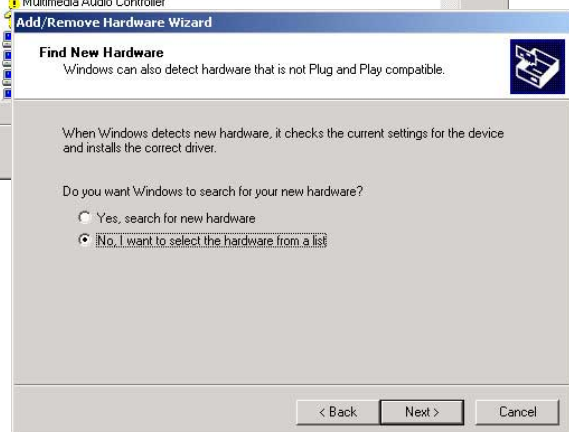 Multimedia Audio Controller
Add/Remove Hardware Wizard
Find New Hardware
Windows can also detect hardware that is not Plug and Play compatible.
When Windows detects new hardware, it checks the current settings for the device
and installs the correct driver.
Do you want Windows to search for your new hardware?
Yes, search for new hardware
No, I want to select the hardware from a list
< Back
Next >
Cancel